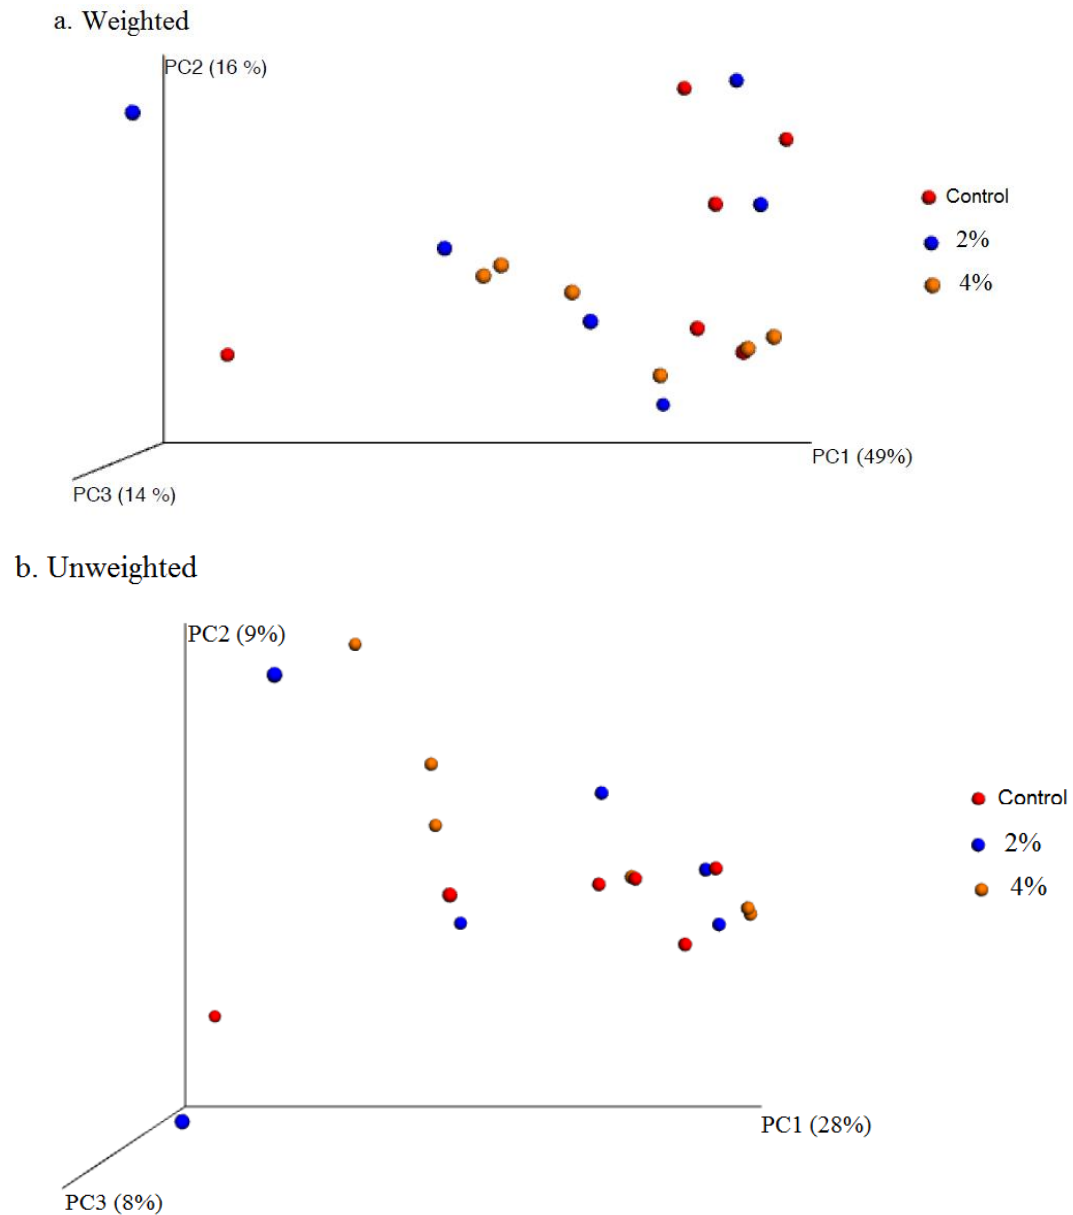 a. Weighted
PC2 (16 %)
Control
2%
4%
PC1 (49%)
PC3 (14 %)
b. Unweighted
PC2 (9%)
Control
2%
4%
PC1 (28%)
PC3 (8%)